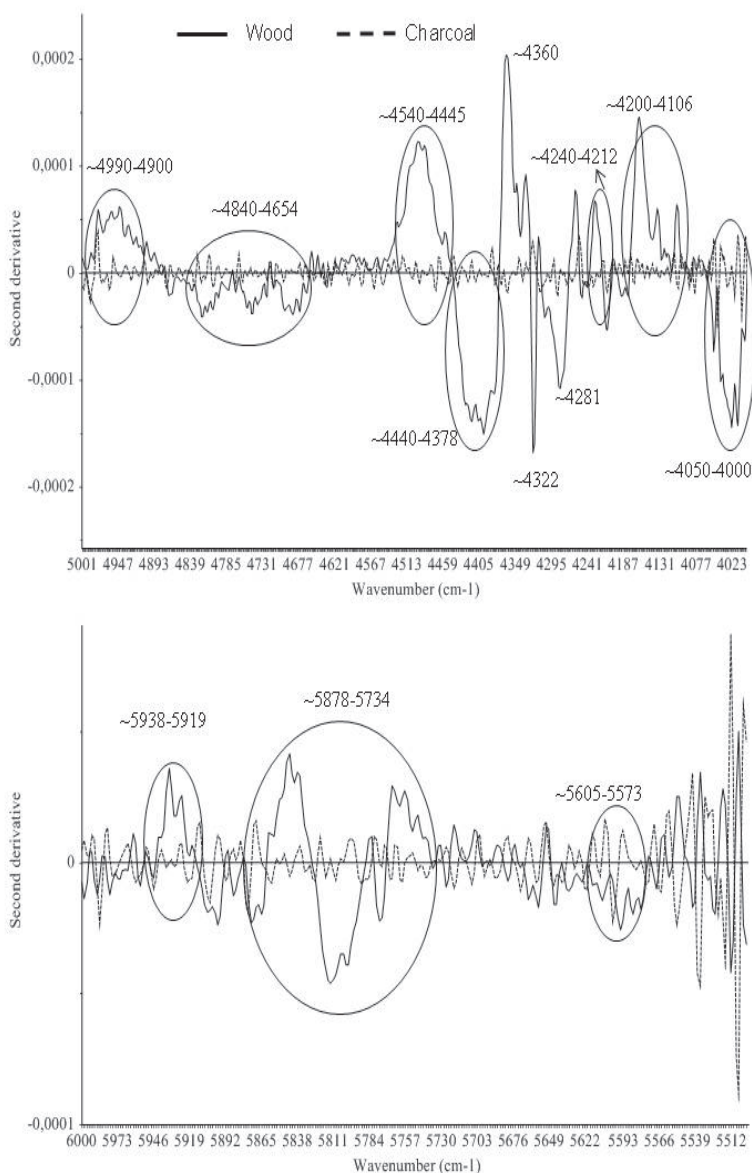 Wood Charcoal
0,0002
~4360
~4540-4445
~4200-4106
0,0001
~4240-4212
~4990-4900
~4840-4654
Second derivative
0
-0,0001
~4281
~4440-4378
~4322
~4050-4000
-0,0002
5001 4947 4893 4839 4785 4731 4677 4621 4567 4513 4459 4405 4349 4295 4241 4187 4131 4077 4023
Wavenumber (cm-1)
~5878-5734
~5938-5919
~5605-5573
Second derivative
0
-0,0001
6000 5973 5946 5919 5892 5865 5838 5811 5784 5757 5730 5703 5676 5649 5622 5593 5566 5539 5512
Wavenumber (cm-1)